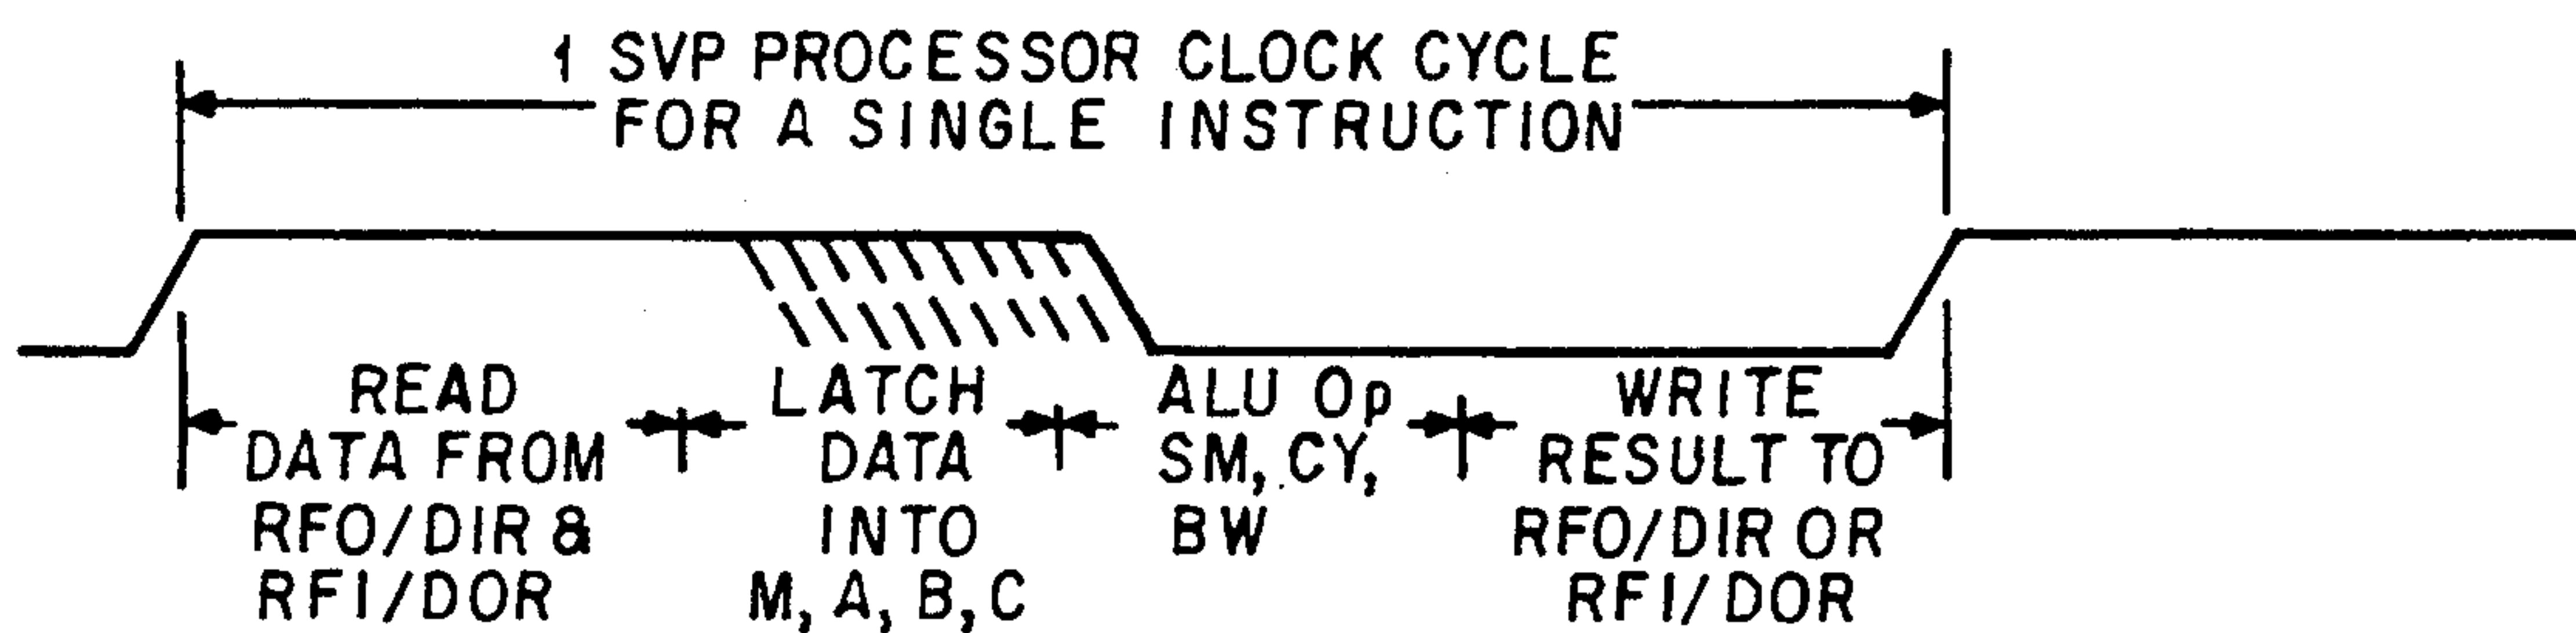 1 SVP PROCESSOR CLOCK CYCLE
FOR A SINGLE INSTRUCTION
READ
DATA FROM
RFO/DIR &
RFI/DOR
LATCH
DATA
INTO
M, A, B, C
ALU Op
SM, CY,
BW
WRITE
RESULT TO
RFO/DIR OR
RFI/DOR